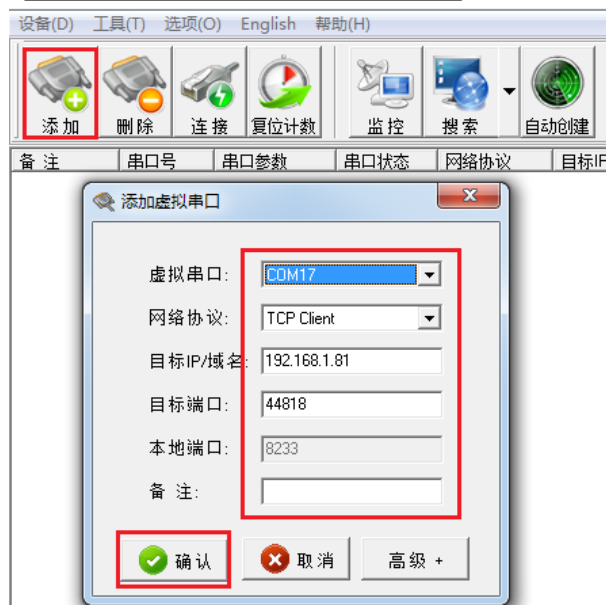 设备(D) 工具(T) 选项(O) English 帮助(H)
添加 删除 连接 复位计数 监控 搜索 自动创建
备 注 串口号 串口参数 串口状态 网络协议 目标IP
添加虚拟串口
虚拟串口: COM17
网络协议: TCP Client
目标IP/域名: 192.168.1.81
目标端口: 44818
本地端口: 8233
备 注:
确认 取消 高级 +